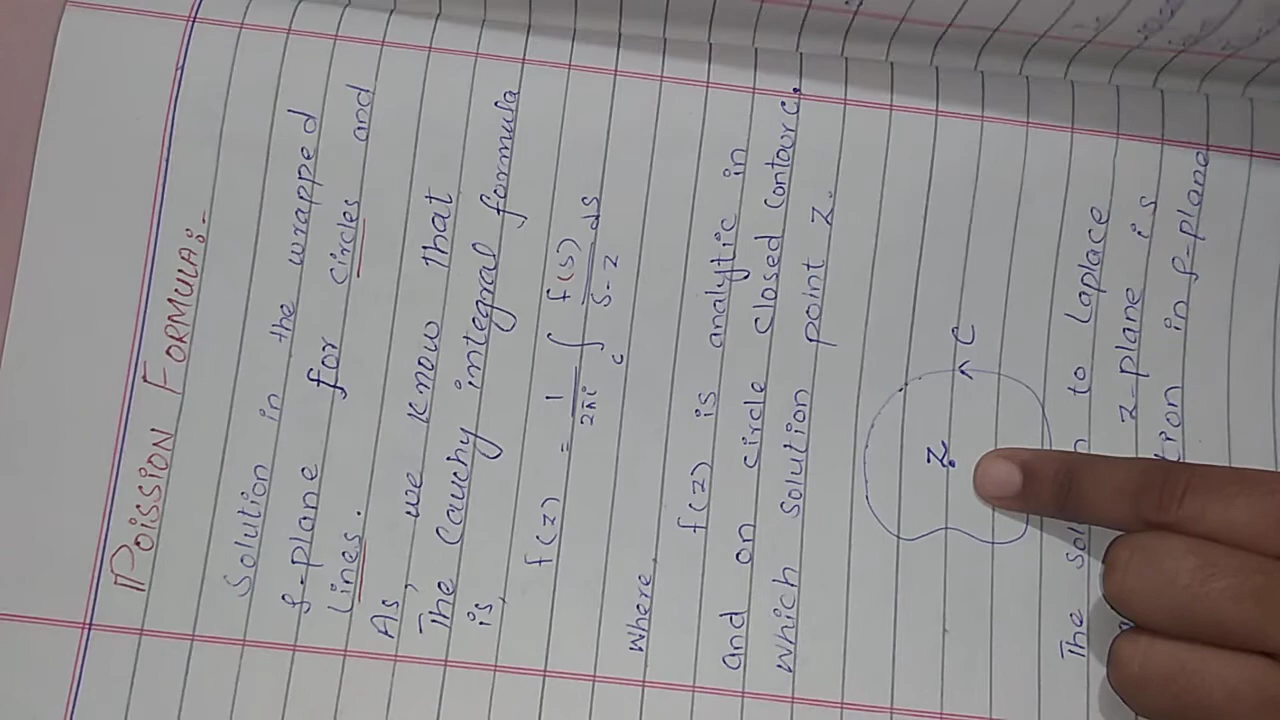 POISSION FORMULA:-
Solution in the wrapped
ρ-plane for circles and
lines.
As, we know that
The Cauchy integral formula
is,
f(z) = 1/2πi ∫c f(s)/s-z ds
Where
f(z) is analytic in
and on circle closed contour c,
which solution point z.
z
C
The to Laplace
z-plane is
in ρ-plane